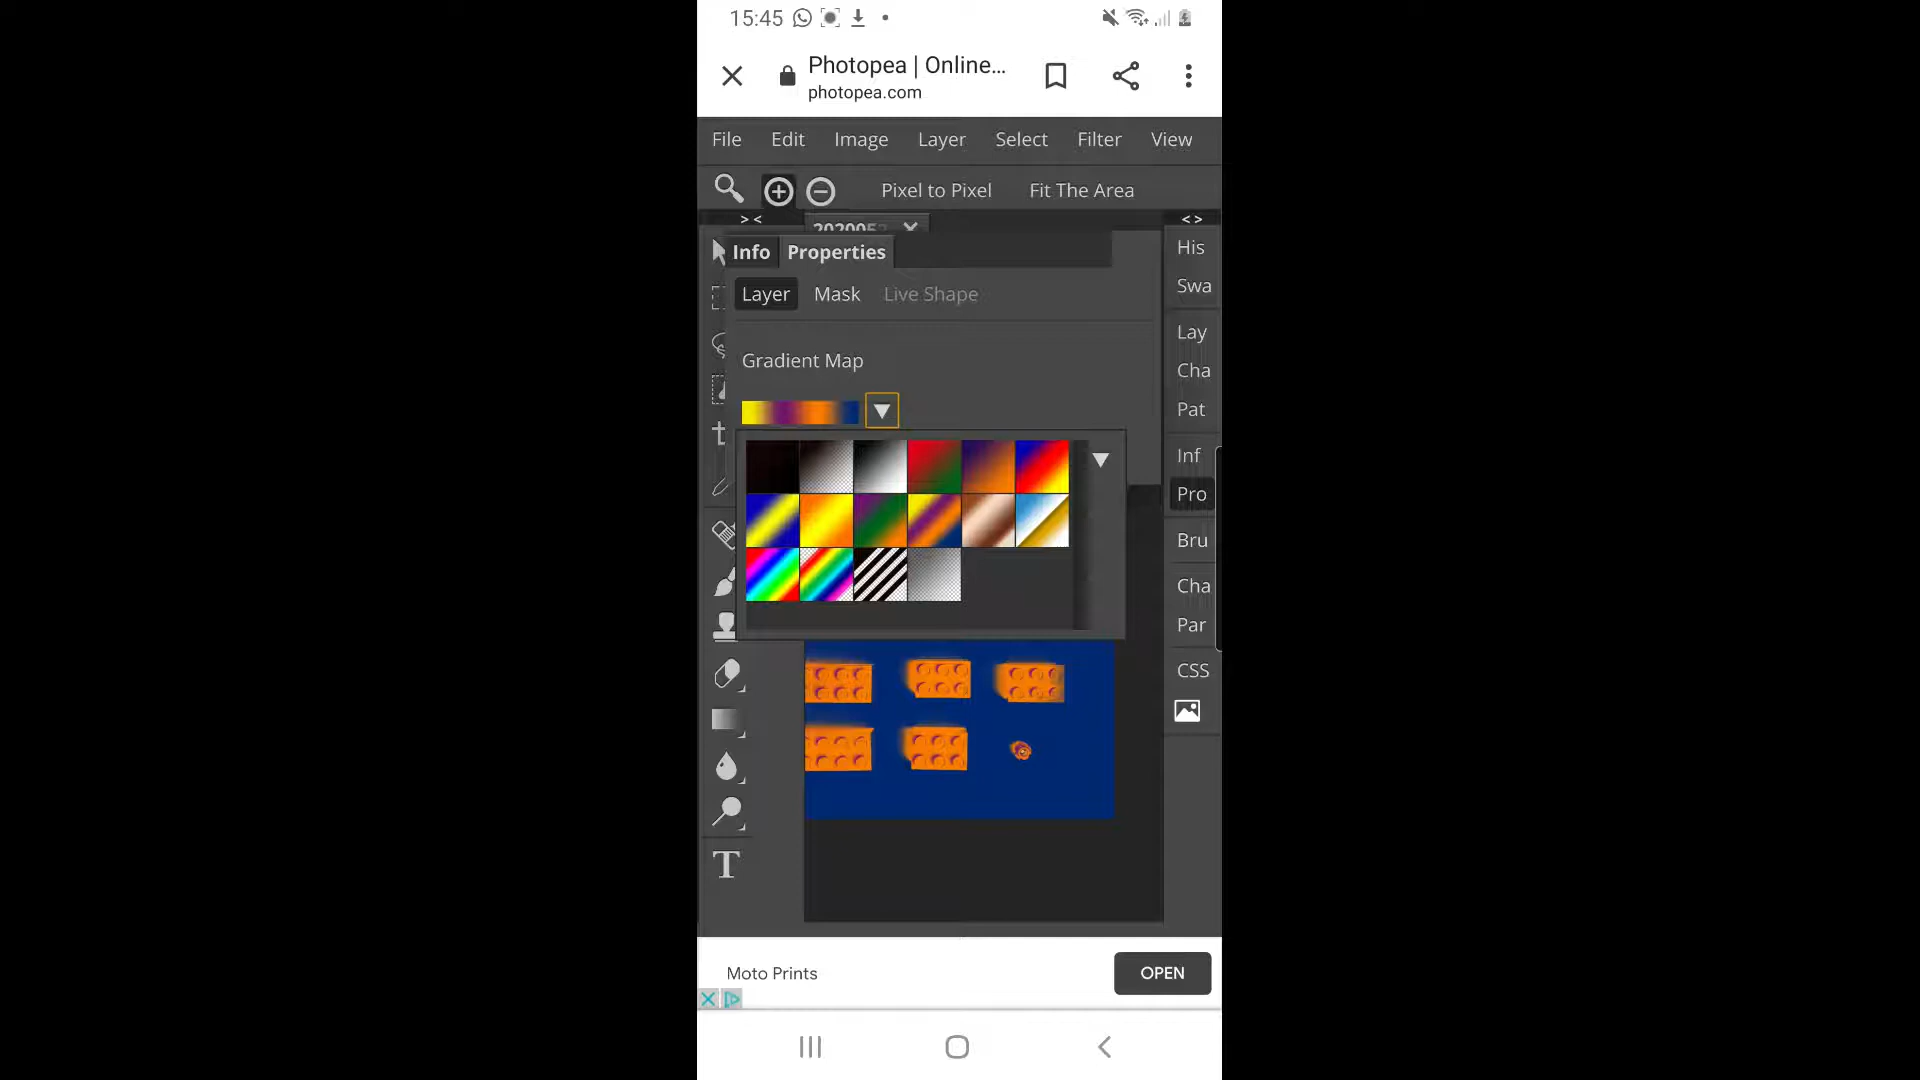 15:45
Photopea | Online...
photopea.com
File Edit Image Layer Select Filter View
Pixel to Pixel Fit The Area
> < < >
Info Properties
Layer Mask Live Shape
Gradient Map
His
Swa
Lay
Cha
Pat
Inf
Pro
Bru
Cha
Par
CSS
T
Moto Prints
OPEN